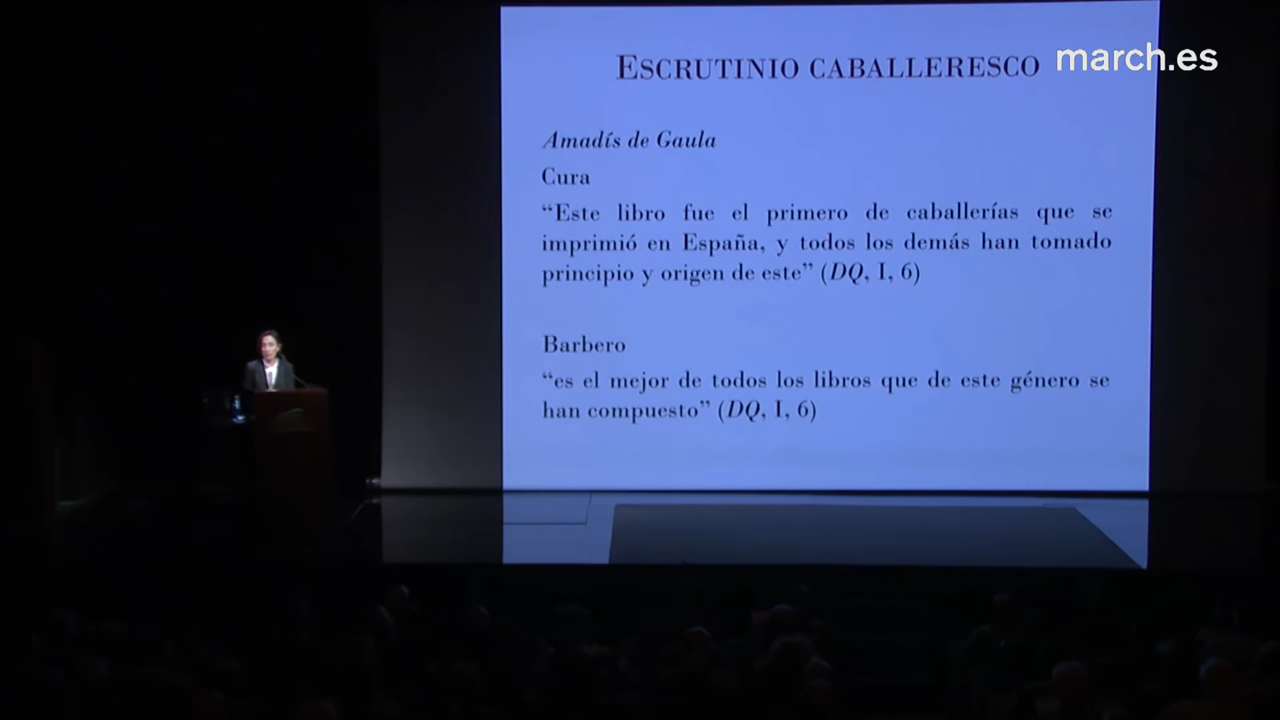 ESCRUTINIO CABALLERESCO
march.es
Amadís de Gaula
Cura
“Este libro fue el primero de caballerías que se
imprimió en España, y todos los demás han tomado
principio y origen de este” (DQ, I, 6)
Barbero
“es el mejor de todos los libros que de este género se
han compuesto” (DQ, I, 6)